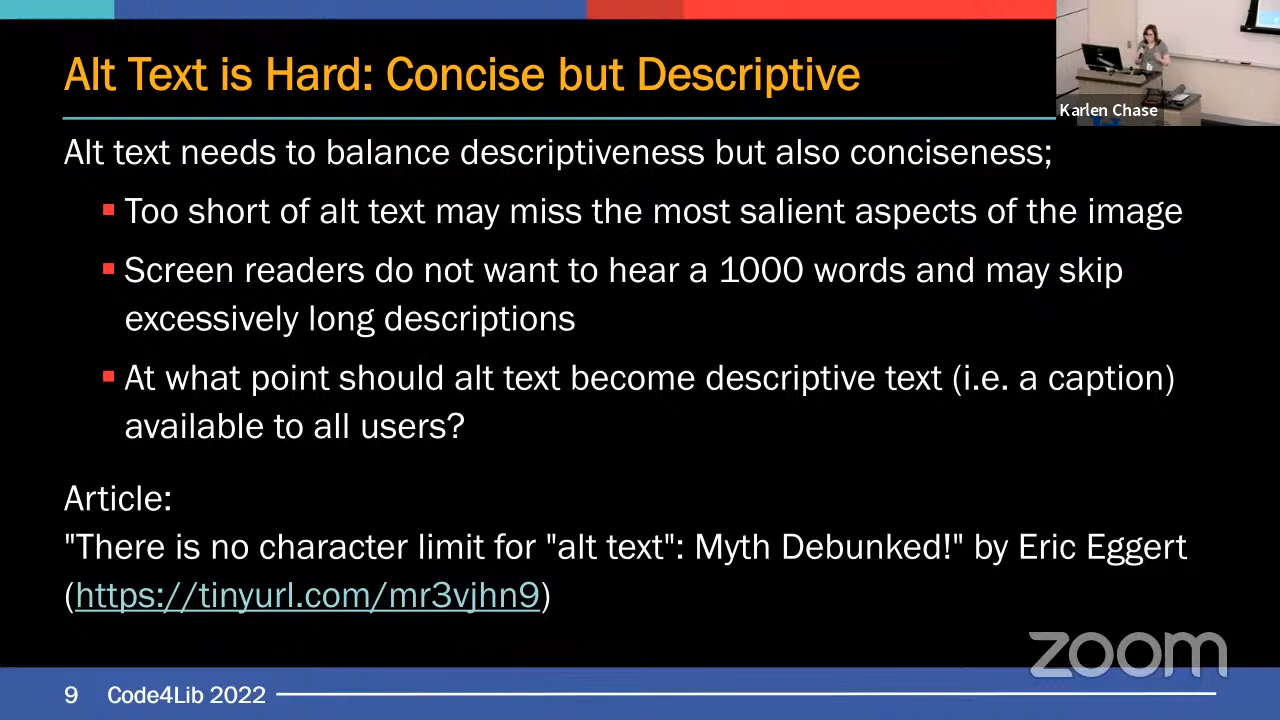 Alt Text is Hard: Concise but Descriptive
Karlen Chase
Alt text needs to balance descriptiveness but also conciseness;
Too short of alt text may miss the most salient aspects of the image
Screen readers do not want to hear a 1000 words and may skip
excessively long descriptions
At what point should alt text become descriptive text (i.e. a caption)
available to all users?
Article:
"There is no character limit for "alt text": Myth Debunked!" by Eric Eggert
(https://tinyurl.com/mr3vjhn9)
zoom
9 Code4Lib 2022